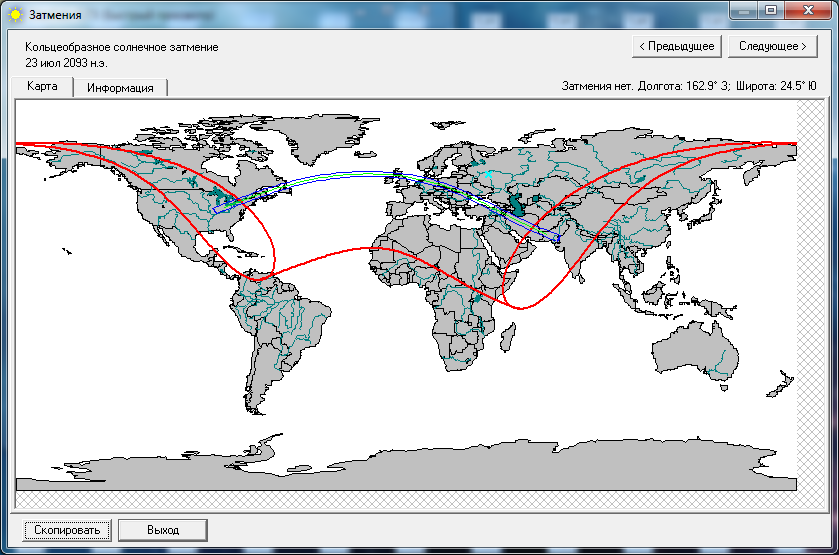 Затмения
Кольцеобразное солнечное затмение
23 июл 2093 н.э.
< Предыдущее
Следующее >
Карта
Информация
Затмения нет. Долгота: 162.9° З; Широта: 24.5° Ю
Скопировать
Выход